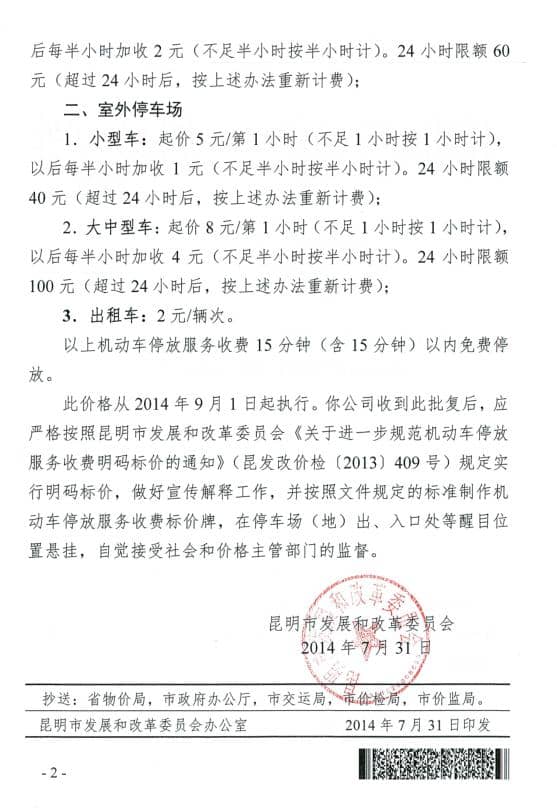 后每半小时加收 2 元（不足半小时按半小时计）。24 小时限额 60
元（超过 24 小时后，按上述办法重新计费）；
二、室外停车场
1．小型车：起价 5 元/第 1 小时（不足 1 小时按 1 小时计），
以后每半小时加收 1 元（不足半小时按半小时计）。24 小时限额
40 元（超过 24 小时后，按上述办法重新计费）；
2．大中型车：起价 8 元/第 1 小时（不足 1 小时按 1 小时计），
以后每半小时加收 4 元（不足半小时按半小时计）。24 小时限额
100 元（超过 24 小时后，按上述办法重新计费）；
3．出租车：2 元/辆次。
以上机动车停放服务收费 15 分钟（含 15 分钟）以内免费停
放。
此价格从 2014 年 9 月 1 日起执行。你公司收到此批复后，应
严格按照昆明市发展和改革委员会《关于进一步规范机动车停放
服务收费明码标价的通知》（昆发改价检〔2013〕409 号）规定实
行明码标价，做好宣传解释工作，并按照文件规定的标准制作机
动车停放服务收费标价牌，在停车场（地）出、入口处等醒目位
置悬挂，自觉接受社会和价格主管部门的监督。
昆明市发展和改革委员会
2014 年 7 月 31 日
抄送：省物价局，市政府办公厅，市交运局，市价检局，市价监局。
昆明市发展和改革委员会办公室 2014 年 7 月 31 日印发
- 2 -